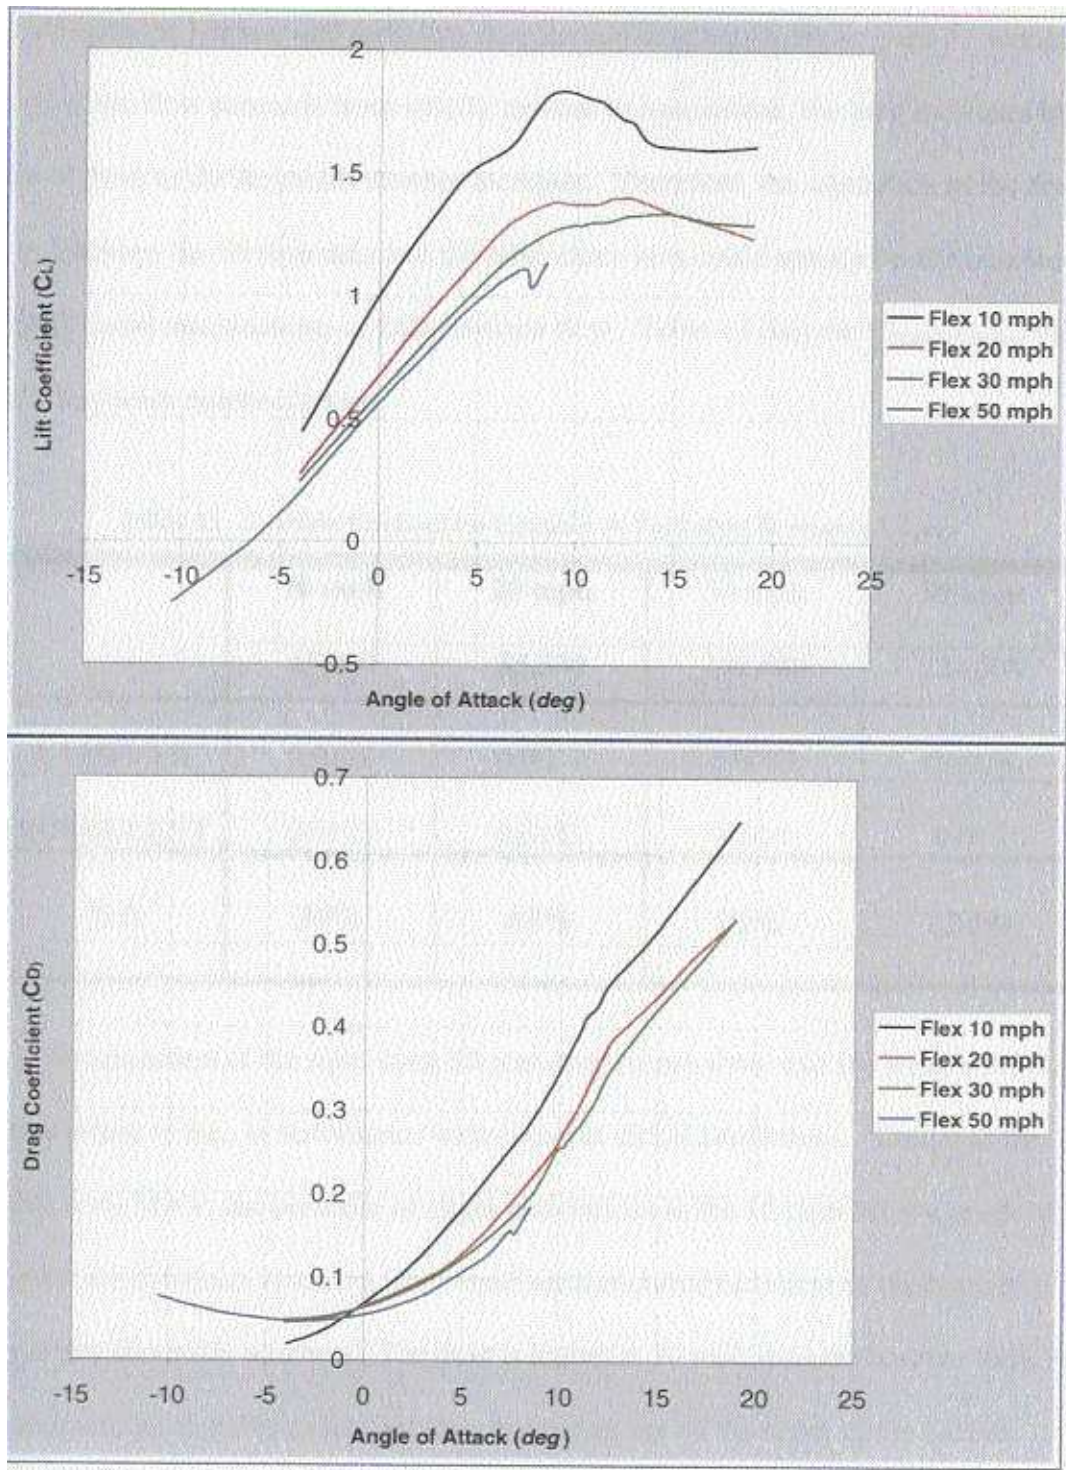 2
1.5
1
0.5
0
-0.5
-15
-10
-5
0
5
10
15
20
25
Lift Coefficient (CL)
Angle of Attack (deg)
Flex 10 mph
Flex 20 mph
Flex 30 mph
Flex 50 mph
0.7
0.6
0.5
0.4
0.3
0.2
0.1
0
-15
-10
-5
0
5
10
15
20
25
Drag Coefficient (CD)
Angle of Attack (deg)
Flex 10 mph
Flex 20 mph
Flex 30 mph
Flex 50 mph